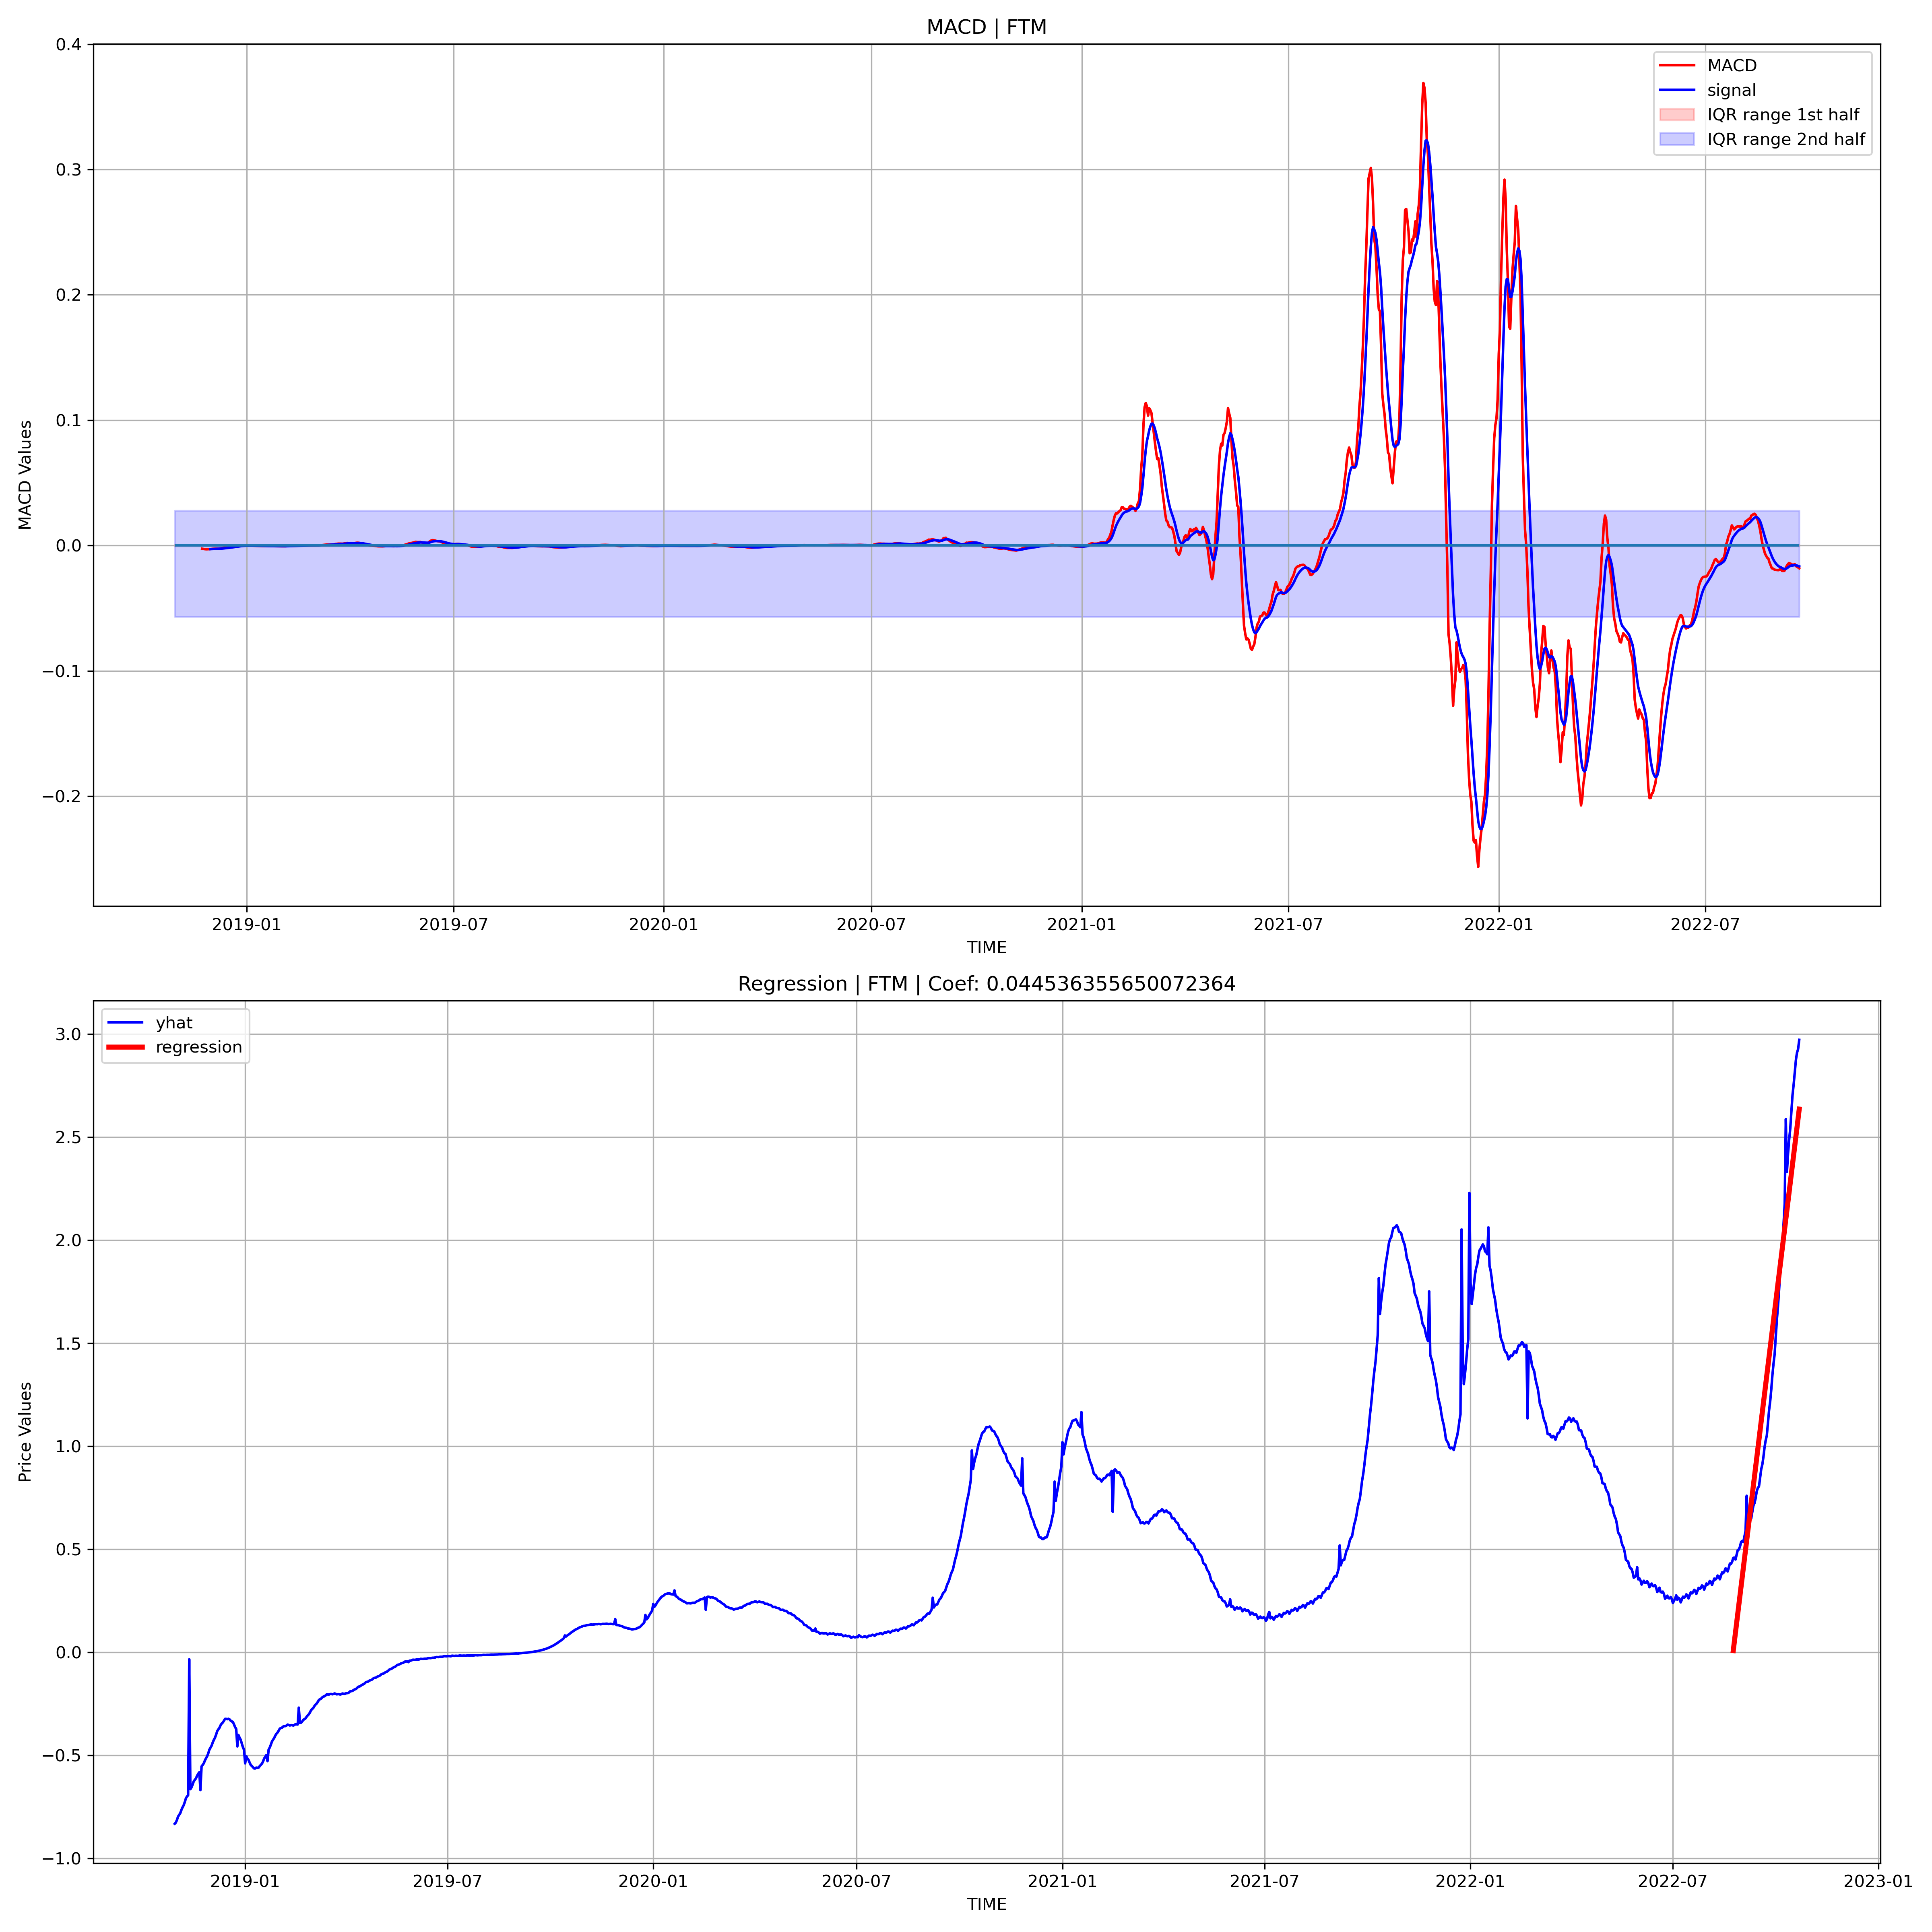 MACD | FTM
0.4
0.3
0.2
0.1
0.0
−0.1
−0.2
MACD Values
MACD
signal
IQR range 1st half
IQR range 2nd half
2019-01 2019-07 2020-01 2020-07 2021-01 2021-07 2022-01 2022-07
TIME
Regression | FTM | Coef: 0.044536355650072364
yhat
regression
3.0
2.5
2.0
1.5
1.0
0.5
0.0
−0.5
−1.0
Price Values
2019-01 2019-07 2020-01 2020-07 2021-01 2021-07 2022-01 2022-07 2023-01
TIME